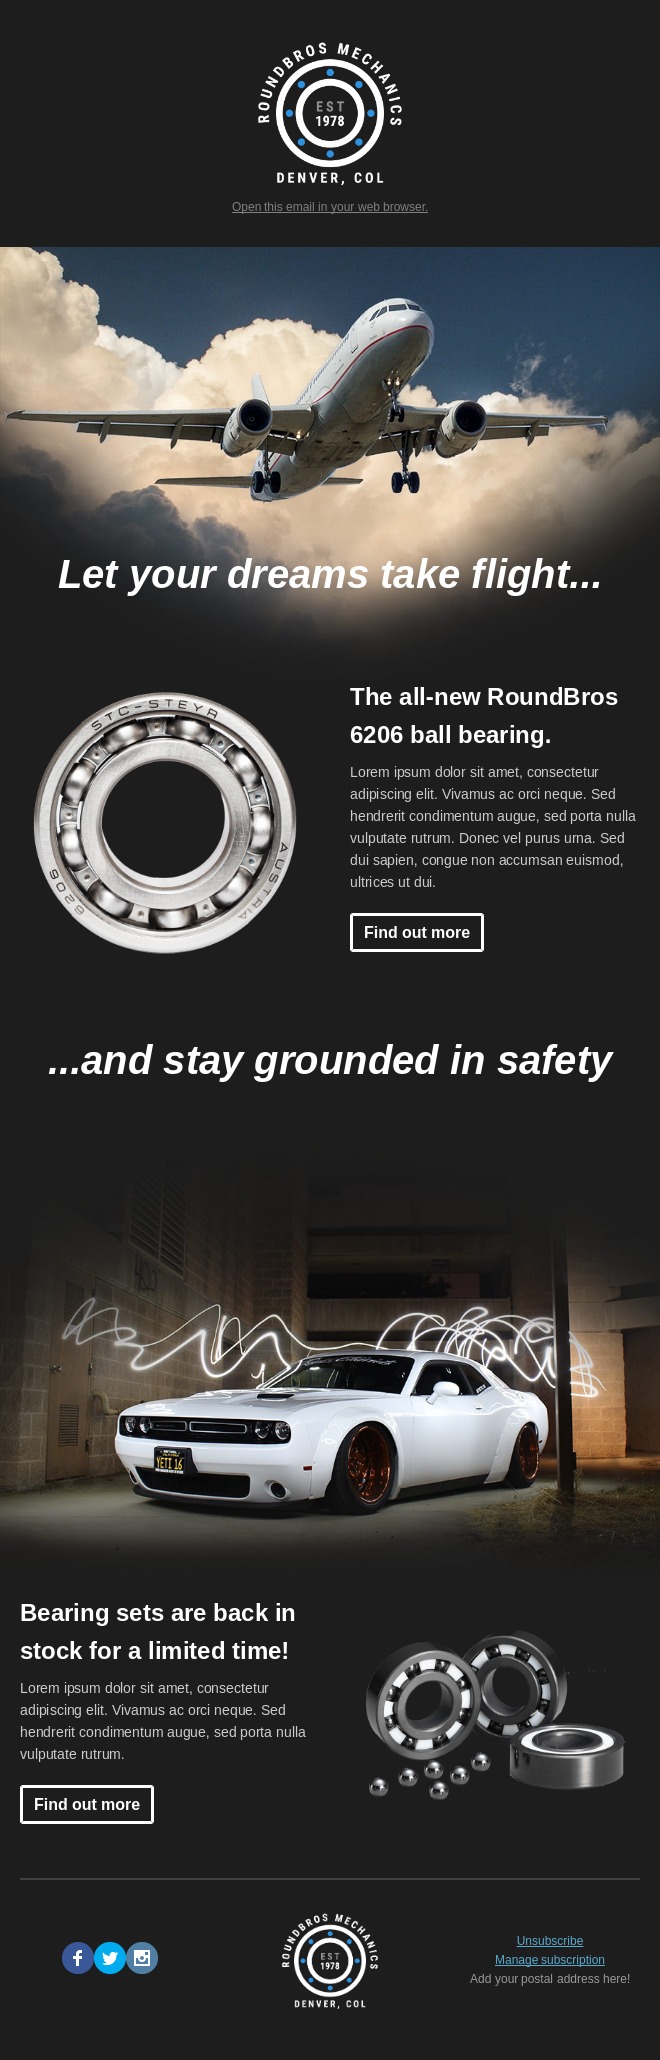 ROUNDBROS MECHANICS
EST
1978
DENVER, COL
Open this email in your web browser.
Let your dreams take flight...
STC-STEYR
AUSTRIA
6206
The all-new RoundBros
6206 ball bearing.
Lorem ipsum dolor sit amet, consectetur
adipiscing elit. Vivamus ac orci neque. Sed
hendrerit condimentum augue, sed porta nulla
vulputate rutrum. Donec vel purus urna. Sed
dui sapien, congue non accumsan euismod,
ultrices ut dui.
Find out more
...and stay grounded in safety
YETI 16
Bearing sets are back in
stock for a limited time!
Lorem ipsum dolor sit amet, consectetur
adipiscing elit. Vivamus ac orci neque. Sed
hendrerit condimentum augue, sed porta nulla
vulputate rutrum.
Find out more
ROUNDBROS MECHANICS
EST
1978
DENVER, COL
Unsubscribe
Manage subscription
Add your postal address here!